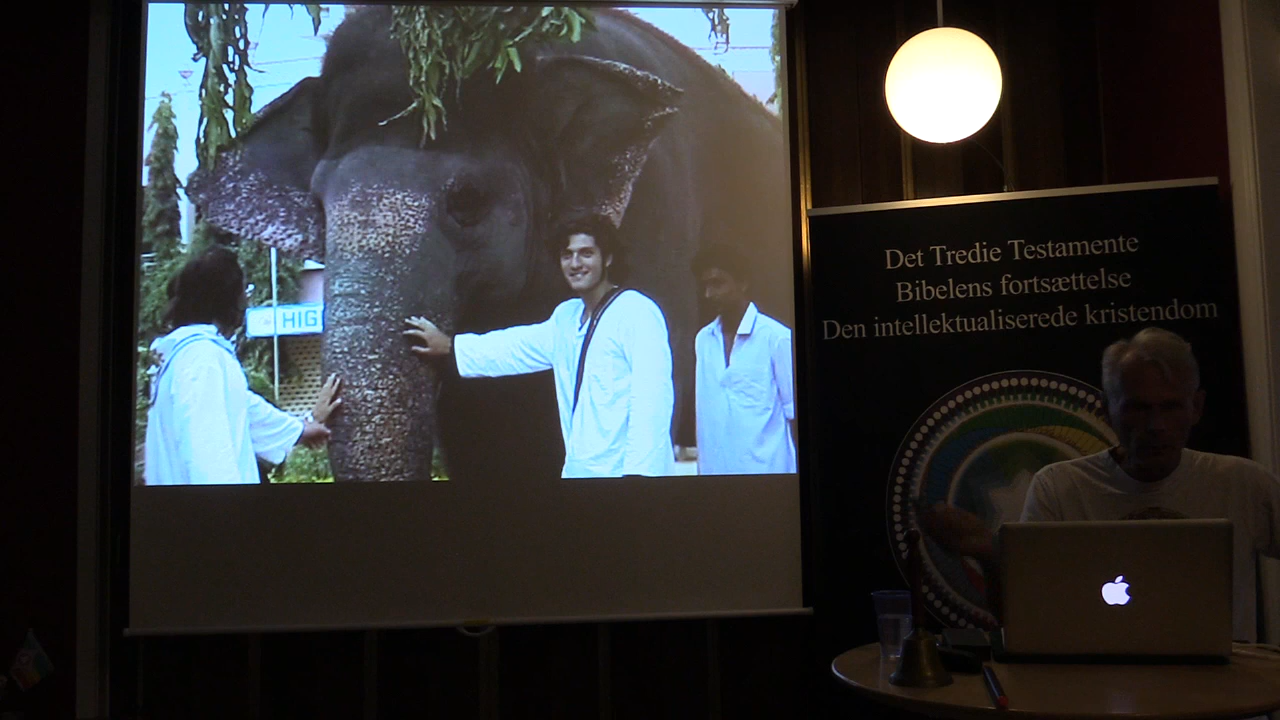 HIG
Det Tredie Testamente
Bibelens fortsættelse
Den intellektualiserede kristendom